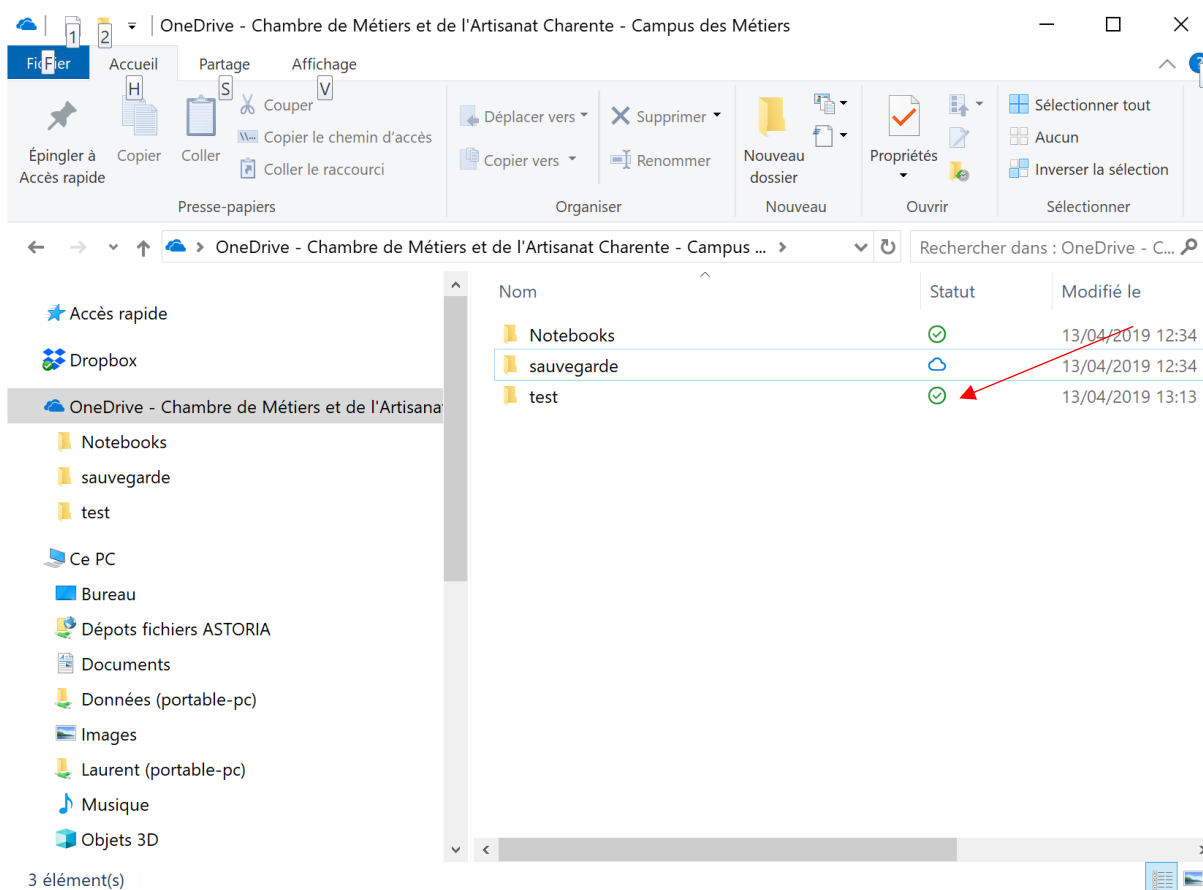 1 2 OneDrive - Chambre de Métiers et de l'Artisanat Charente - Campus des Métiers
Fichier Accueil Partage Affichage
F H S V
Couper
Copier le chemin d'accès
Coller le raccourci
Épingler à
Accès rapide
Copier
Coller
Presse-papiers
Déplacer vers
Copier vers
Supprimer
Renommer
Organiser
Nouveau
dossier
Nouveau
Propriétés
Ouvrir
Sélectionner tout
Aucun
Inverser la sélection
Sélectionner
OneDrive - Chambre de Métiers et de l'Artisanat Charente - Campus ...
Rechercher dans : OneDrive - C...
Accès rapide
Dropbox
OneDrive - Chambre de Métiers et de l'Artisana
Notebooks
sauvegarde
test
Ce PC
Bureau
Dépots fichiers ASTORIA
Documents
Données (portable-pc)
Images
Laurent (portable-pc)
Musique
Objets 3D
Nom Statut Modifié le
Notebooks 13/04/2019 12:34
sauvegarde 13/04/2019 12:34
test 13/04/2019 13:13
3 élément(s)